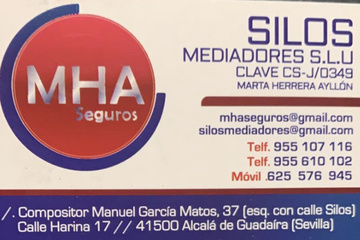 MHA
Seguros
SILOS
MEDIADORES S.L.U
CLAVE CS-J/0349
MARTA HERRERA AYLLÓN
mhaseguros@gmail.com
silosmediadores@gmail.com
Telf. 955 107 116
Telf. 955 610 102
Móvil .625 576 945
/. Compositor Manuel García Matos, 37 (esq. con calle Silos)
Calle Harina 17 // 41500 Alcalá de Guadaíra (Sevilla)